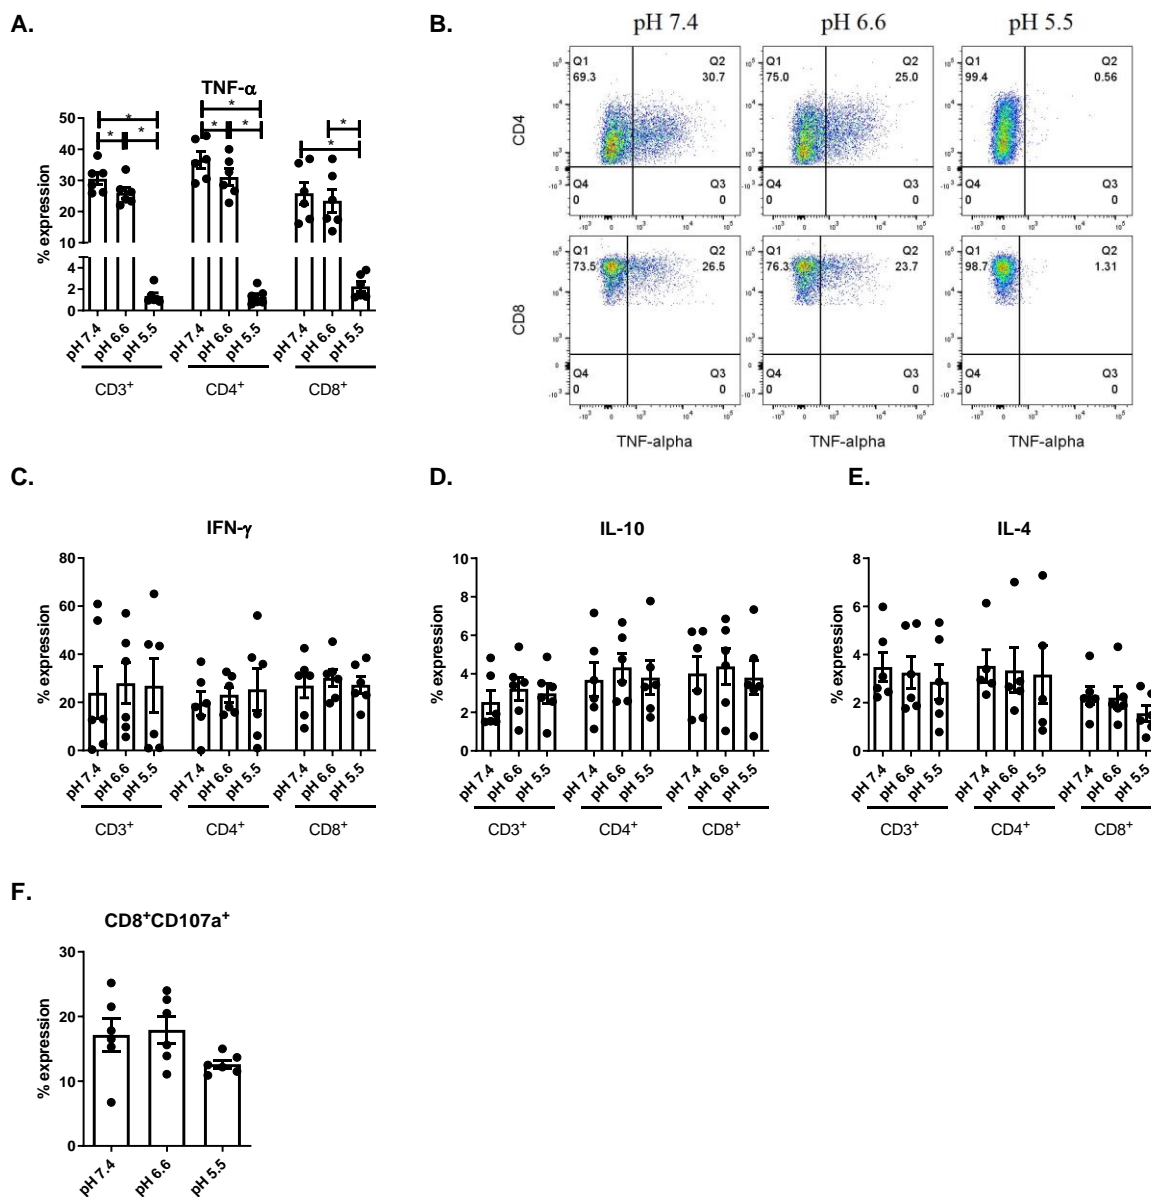 A.
B.
pH 7.4
pH 6.6
pH 5.5
TNF-α
* * *
* * *
* *
% expression
50
40
30
20
10
4
2
0
pH 7.4
pH 6.6
pH 5.5
pH 7.4
pH 6.6
pH 5.5
pH 7.4
pH 6.6
pH 5.5
CD3⁺
CD4⁺
CD8⁺
CD4
Q1
69.3
Q2
30.7
Q4
0
Q3
0
Q1
75.0
Q2
25.0
Q4
0
Q3
0
Q1
99.4
Q2
0.56
Q4
0
Q3
0
CD8
Q1
73.5
Q2
26.5
Q4
0
Q3
0
Q1
76.3
Q2
23.7
Q4
0
Q3
0
Q1
98.7
Q2
1.31
Q4
0
Q3
0
TNF-alpha
TNF-alpha
TNF-alpha
C.
IFN-γ
% expression
80
60
40
20
0
pH 7.4
pH 6.6
pH 5.5
pH 7.4
pH 6.6
pH 5.5
pH 7.4
pH 6.6
pH 5.5
CD3⁺
CD4⁺
CD8⁺
D.
IL-10
% expression
10
8
6
4
2
0
pH 7.4
pH 6.6
pH 5.5
pH 7.4
pH 6.6
pH 5.5
pH 7.4
pH 6.6
pH 5.5
CD3⁺
CD4⁺
CD8⁺
E.
IL-4
% expression
8
6
4
2
0
pH 7.4
pH 6.6
pH 5.5
pH 7.4
pH 6.6
pH 5.5
pH 7.4
pH 6.6
pH 5.5
CD3⁺
CD4⁺
CD8⁺
F.
CD8⁺CD107a⁺
% expression
30
20
10
0
pH 7.4
pH 6.6
pH 5.5